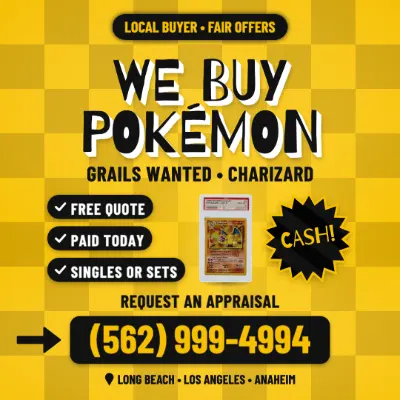 LOCAL BUYER • FAIR OFFERS
WE BUY
POKÉMON
GRAILS WANTED • CHARIZARD
FREE QUOTE
PAID TODAY
SINGLES OR SETS
CASH!
REQUEST AN APPRAISAL
(562) 999-4994
LONG BEACH • LOS ANGELES • ANAHEIM